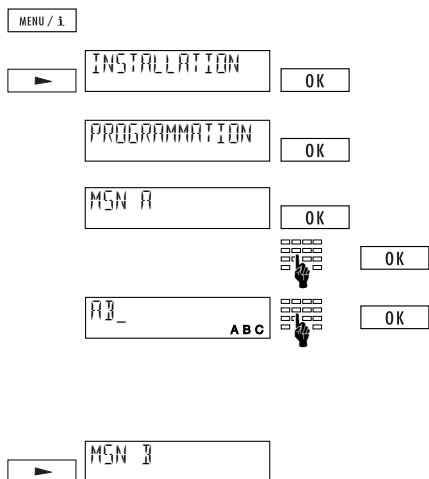 MENU / i
INSTALLATION
OK
PROGRAMMATION
OK
MSN A
OK
OK
AB_
ABC
OK
MSN B